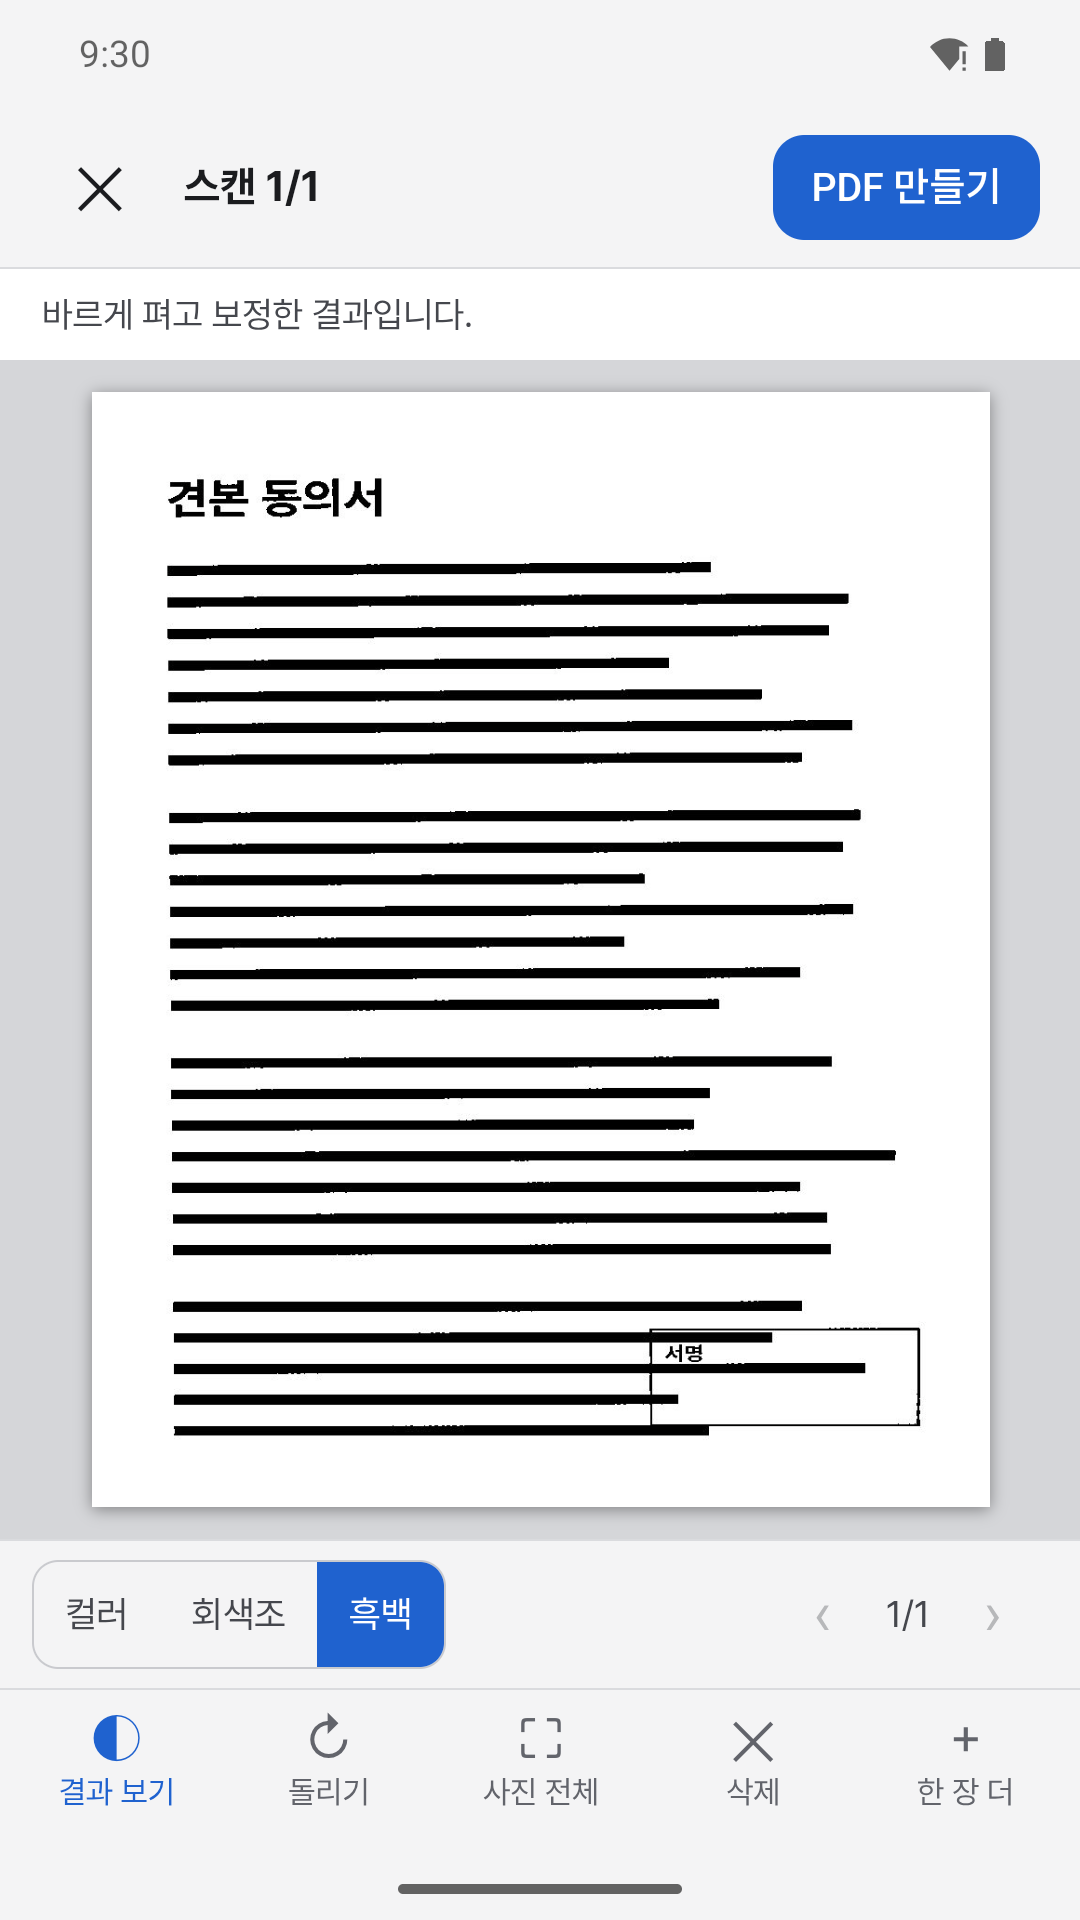 9:30
스캔 1/1
PDF 만들기
바르게 펴고 보정한 결과입니다.
견본 동의서
서명
컬러
회색조
흑백
‹ 1/1 ›
결과 보기
돌리기
사진 전체
삭제
한 장 더